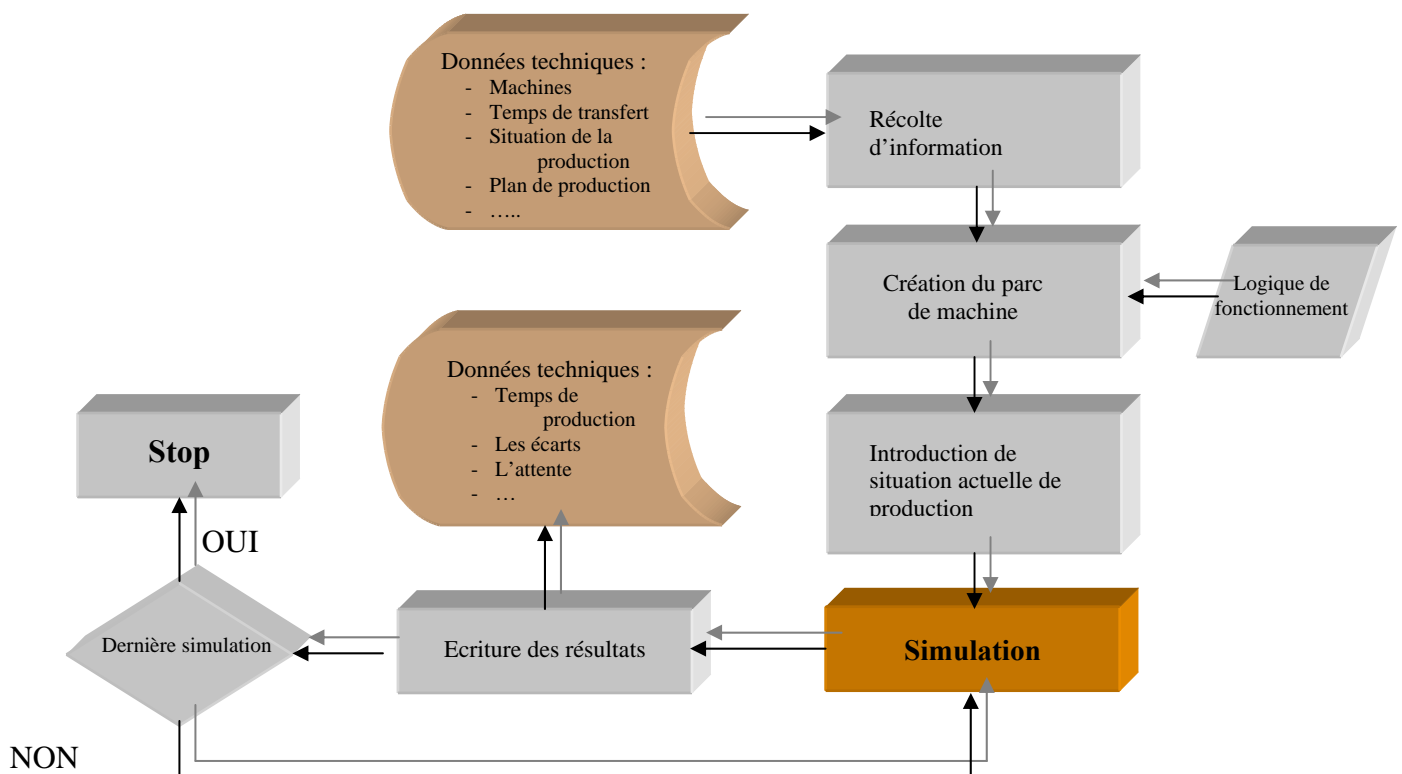 Données techniques :
- Machines
- Temps de transfert
- Situation de la
production
- Plan de production
- …..
Récolte
d’information
Création du parc
de machine
Logique de
fonctionnement
Données techniques :
- Temps de
production
- Les écarts
- L’attente
- …
Introduction de
situation actuelle de
production
Stop
OUI
Dernière simulation
Ecriture des résultats
Simulation
NON